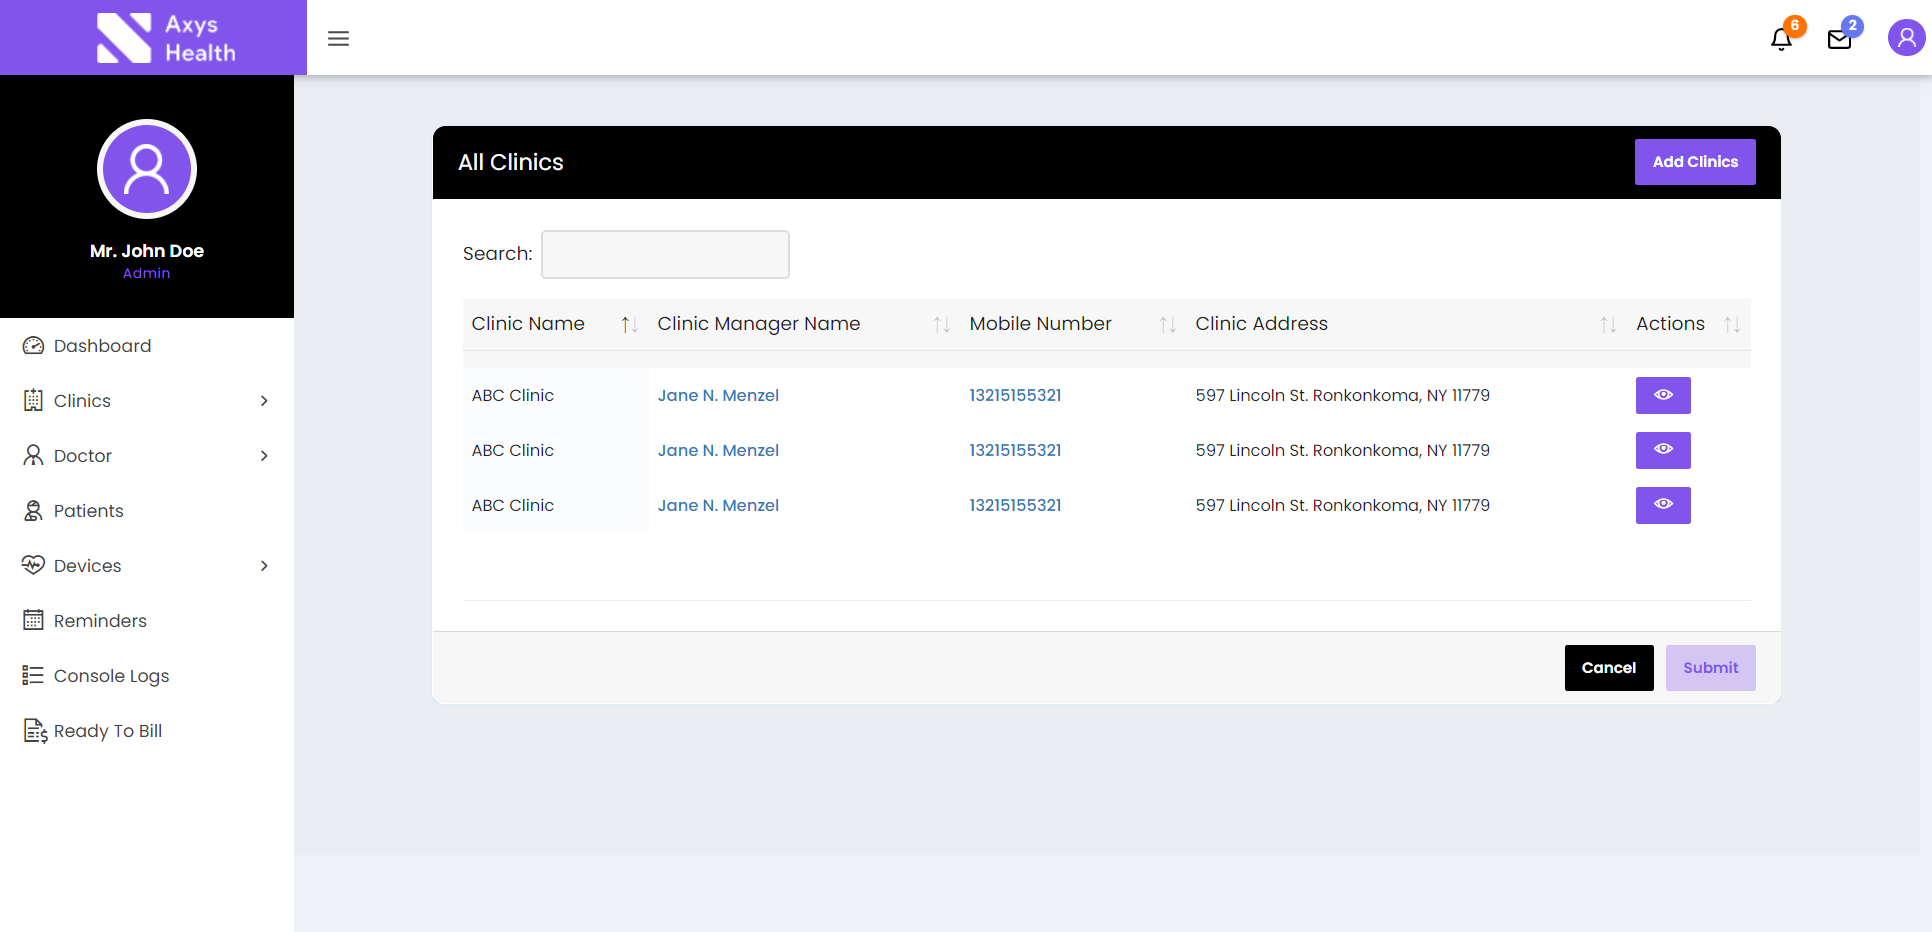 Axys
Health
6
2
Mr. John Doe
Admin
Dashboard
Clinics
Doctor
Patients
Devices
Reminders
Console Logs
Ready To Bill
All Clinics
Add Clinics
Search:
Clinic Name Clinic Manager Name Mobile Number Clinic Address Actions
ABC Clinic Jane N. Menzel 13215155321 597 Lincoln St. Ronkonkoma, NY 11779
ABC Clinic Jane N. Menzel 13215155321 597 Lincoln St. Ronkonkoma, NY 11779
ABC Clinic Jane N. Menzel 13215155321 597 Lincoln St. Ronkonkoma, NY 11779
Cancel Submit